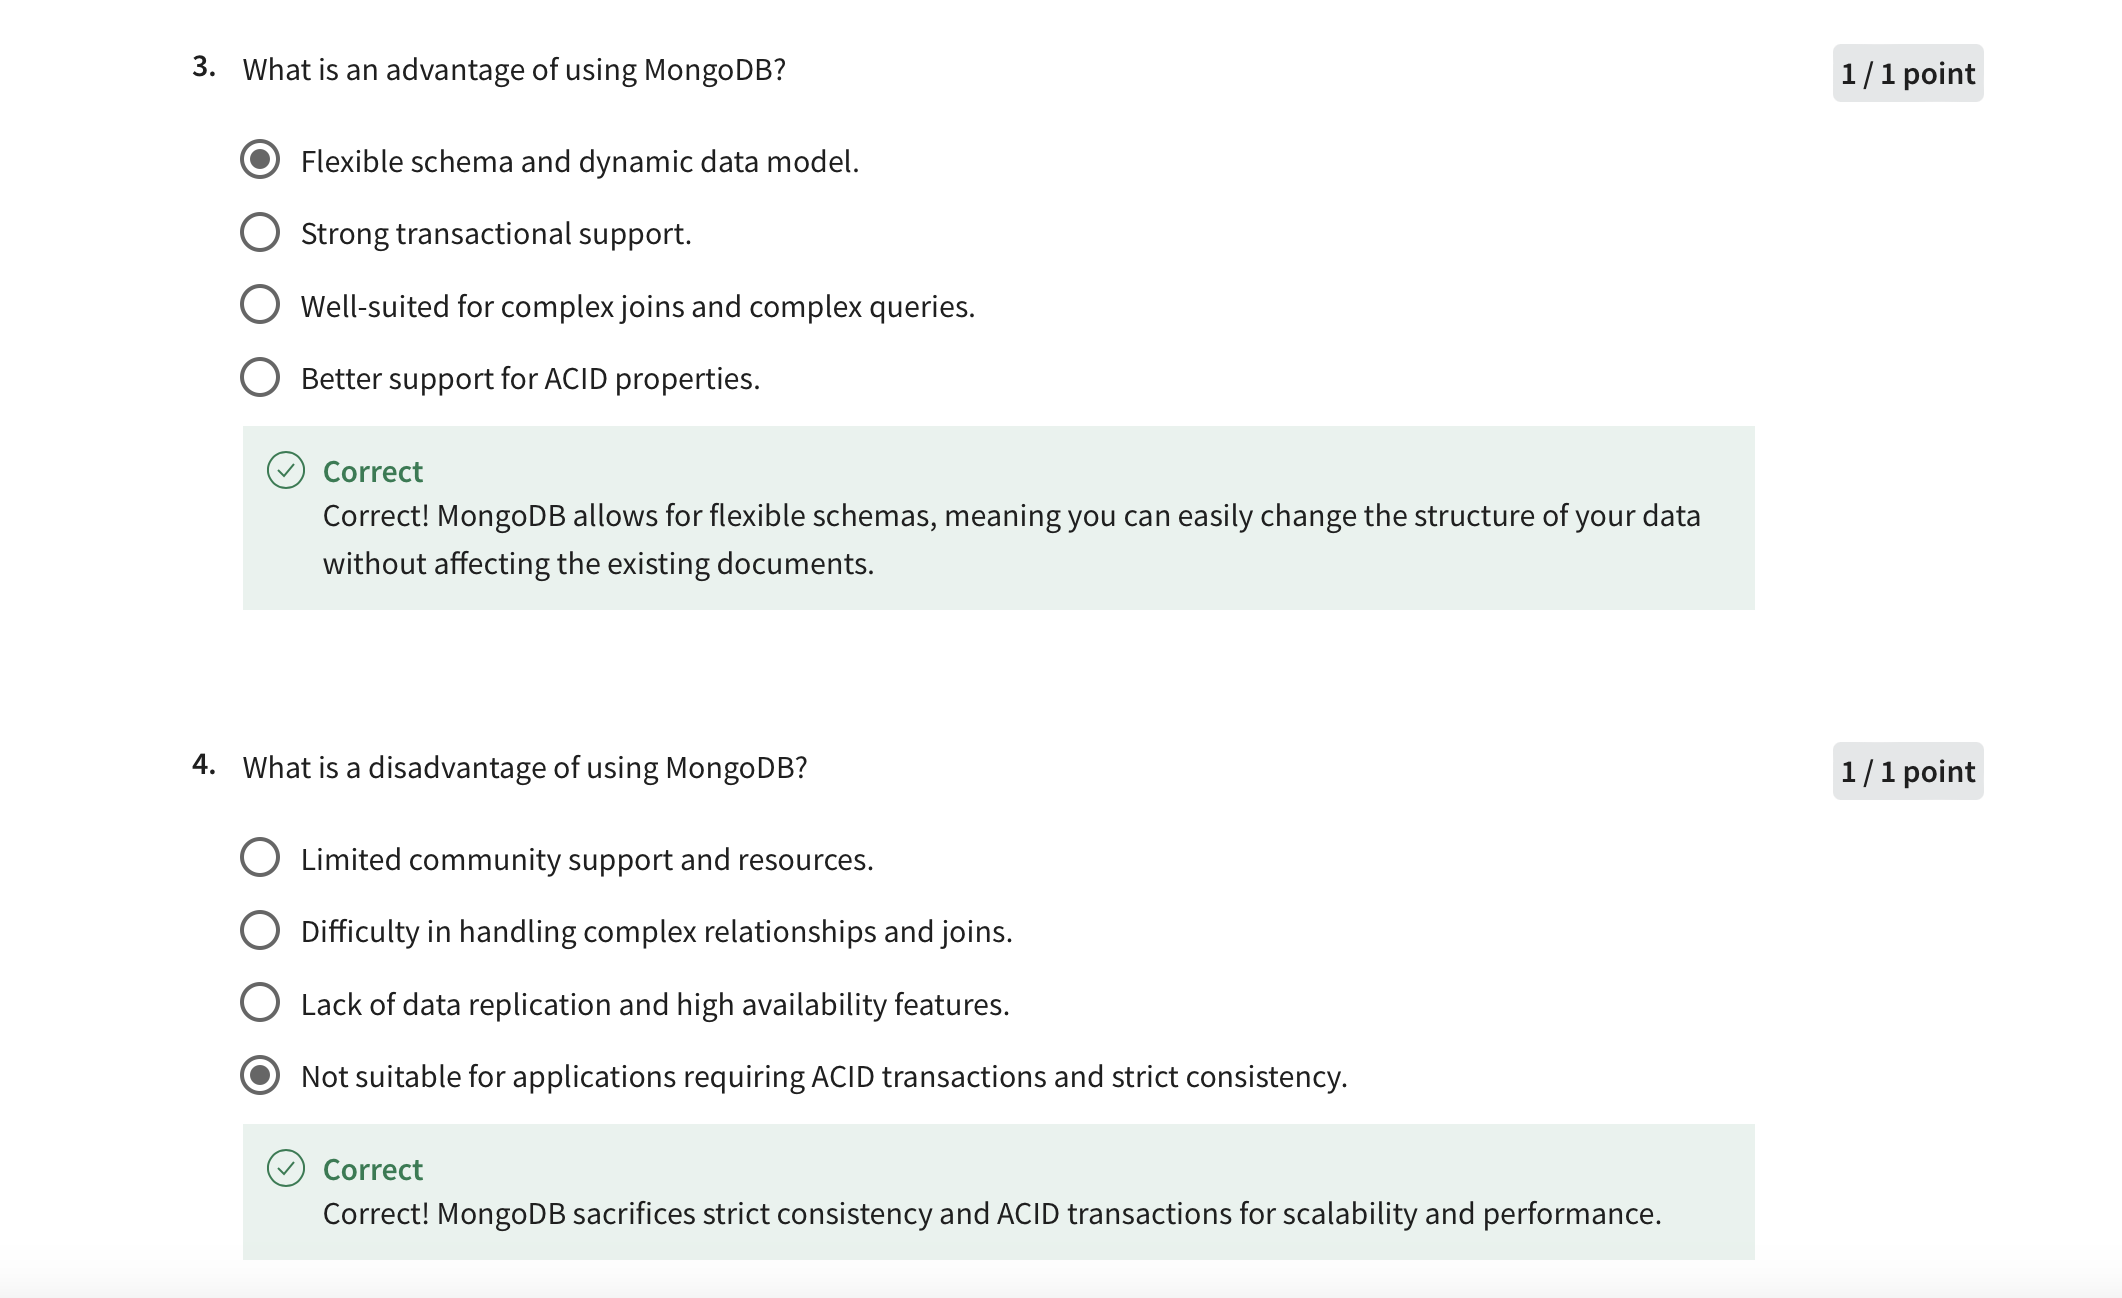 3. What is an advantage of using MongoDB?
1 / 1 point
Flexible schema and dynamic data model.
Strong transactional support.
Well-suited for complex joins and complex queries.
Better support for ACID properties.
Correct
Correct! MongoDB allows for flexible schemas, meaning you can easily change the structure of your data
without affecting the existing documents.
4. What is a disadvantage of using MongoDB?
1 / 1 point
Limited community support and resources.
Difficulty in handling complex relationships and joins.
Lack of data replication and high availability features.
Not suitable for applications requiring ACID transactions and strict consistency.
Correct
Correct! MongoDB sacrifices strict consistency and ACID transactions for scalability and performance.